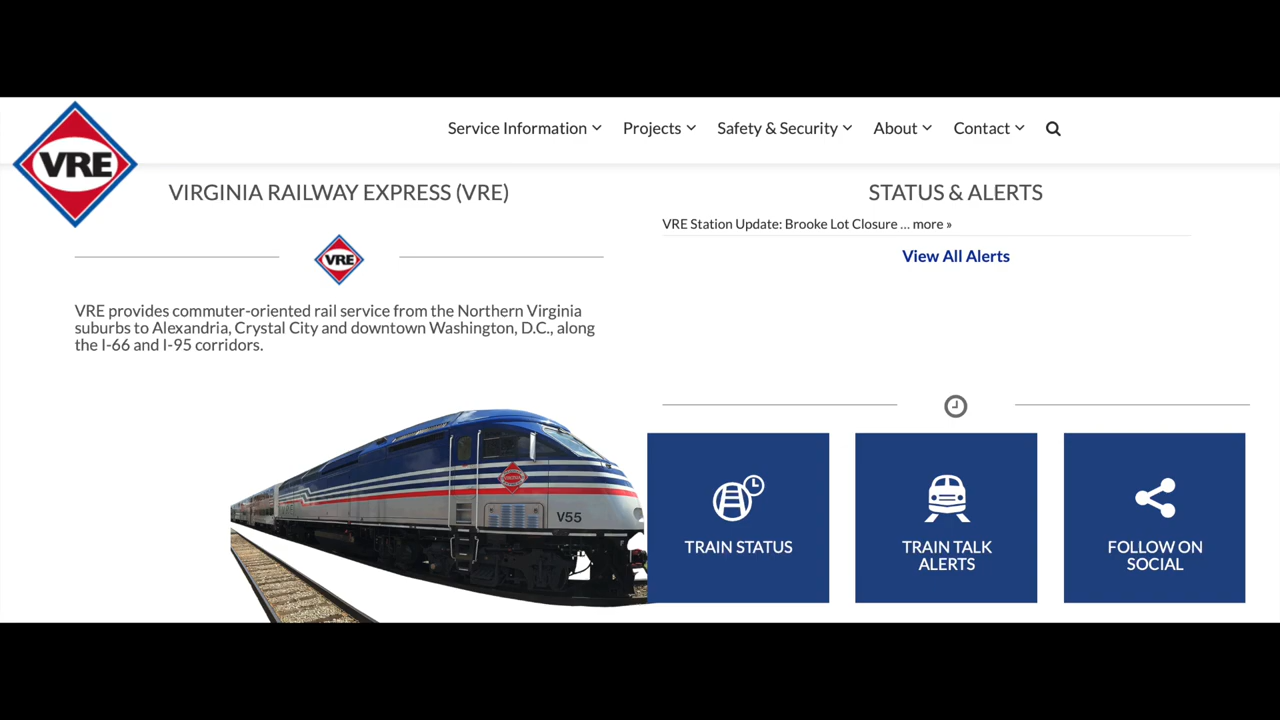 VRE
Service Information
Projects
Safety & Security
About
Contact
VIRGINIA RAILWAY EXPRESS (VRE)
VRE
VRE provides commuter-oriented rail service from the Northern Virginia
suburbs to Alexandria, Crystal City and downtown Washington, D.C., along
the I-66 and I-95 corridors.
V55
STATUS & ALERTS
VRE Station Update: Brooke Lot Closure ... more »
View All Alerts
TRAIN STATUS
TRAIN TALK
ALERTS
FOLLOW ON
SOCIAL